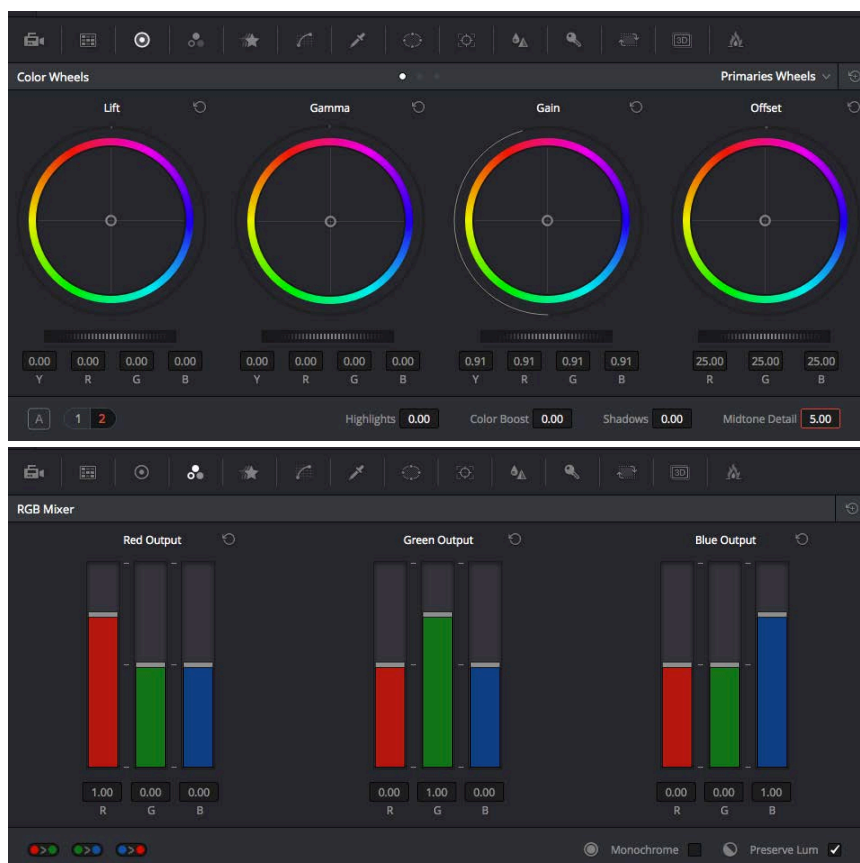 3D
Color Wheels Primaries Wheels
Lift Gamma Gain Offset
0.00 0.00 0.00 0.00 0.00 0.00 0.00 0.00 0.91 0.91 0.91 0.91 25.00 25.00 25.00
Y R G B Y R G B Y R G B R G B
A 1 2 Highlights 0.00 Color Boost 0.00 Shadows 0.00 Midtone Detail 5.00
3D
RGB Mixer
Red Output Green Output Blue Output
1.00 0.00 0.00 0.00 1.00 0.00 0.00 0.00 1.00
R G B R G B R G B
Monochrome Preserve Lum